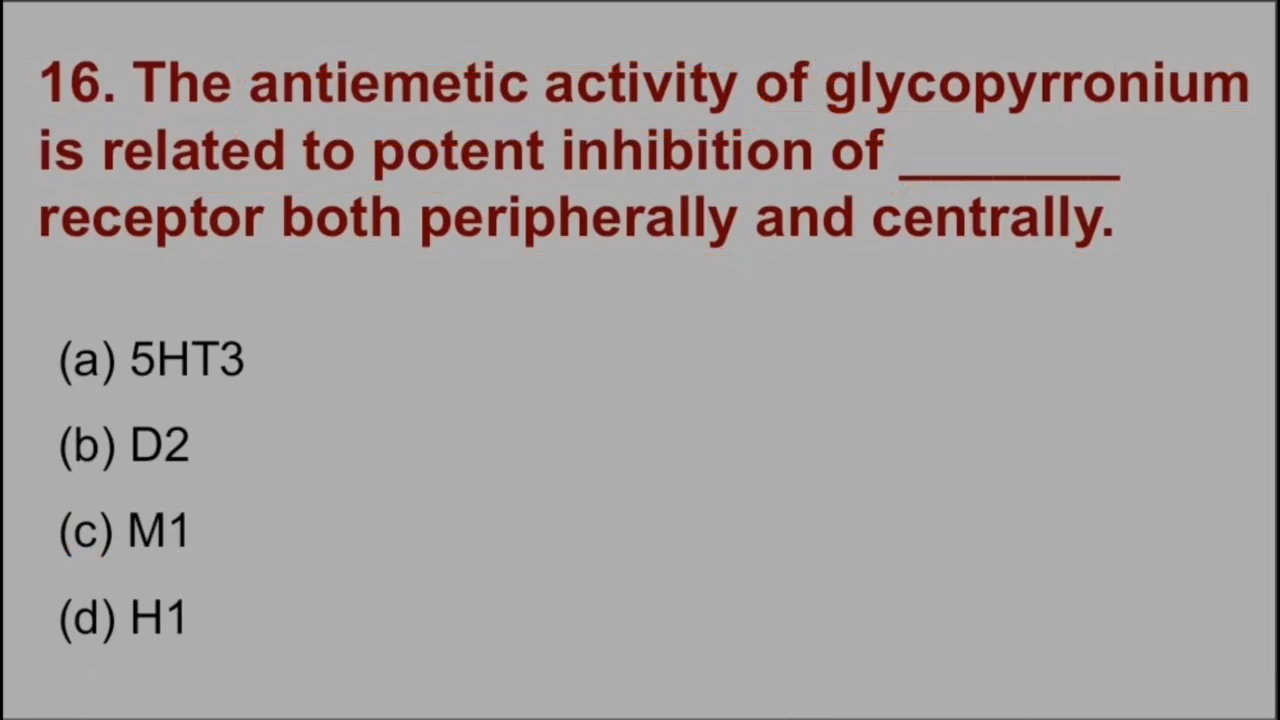 16. The antiemetic activity of glycopyrronium
is related to potent inhibition of ________
receptor both peripherally and centrally.
(a) 5HT3
(b) D2
(c) M1
(d) H1